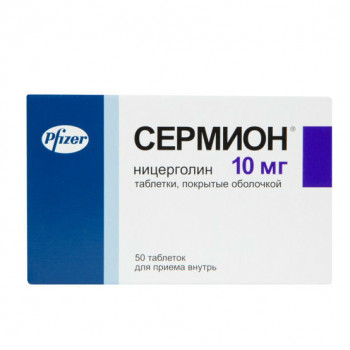 Pfizer
СЕРМИОН®
ницерголин 10 мг
таблетки, покрытые оболочкой
50 таблеток
для приема внутрь